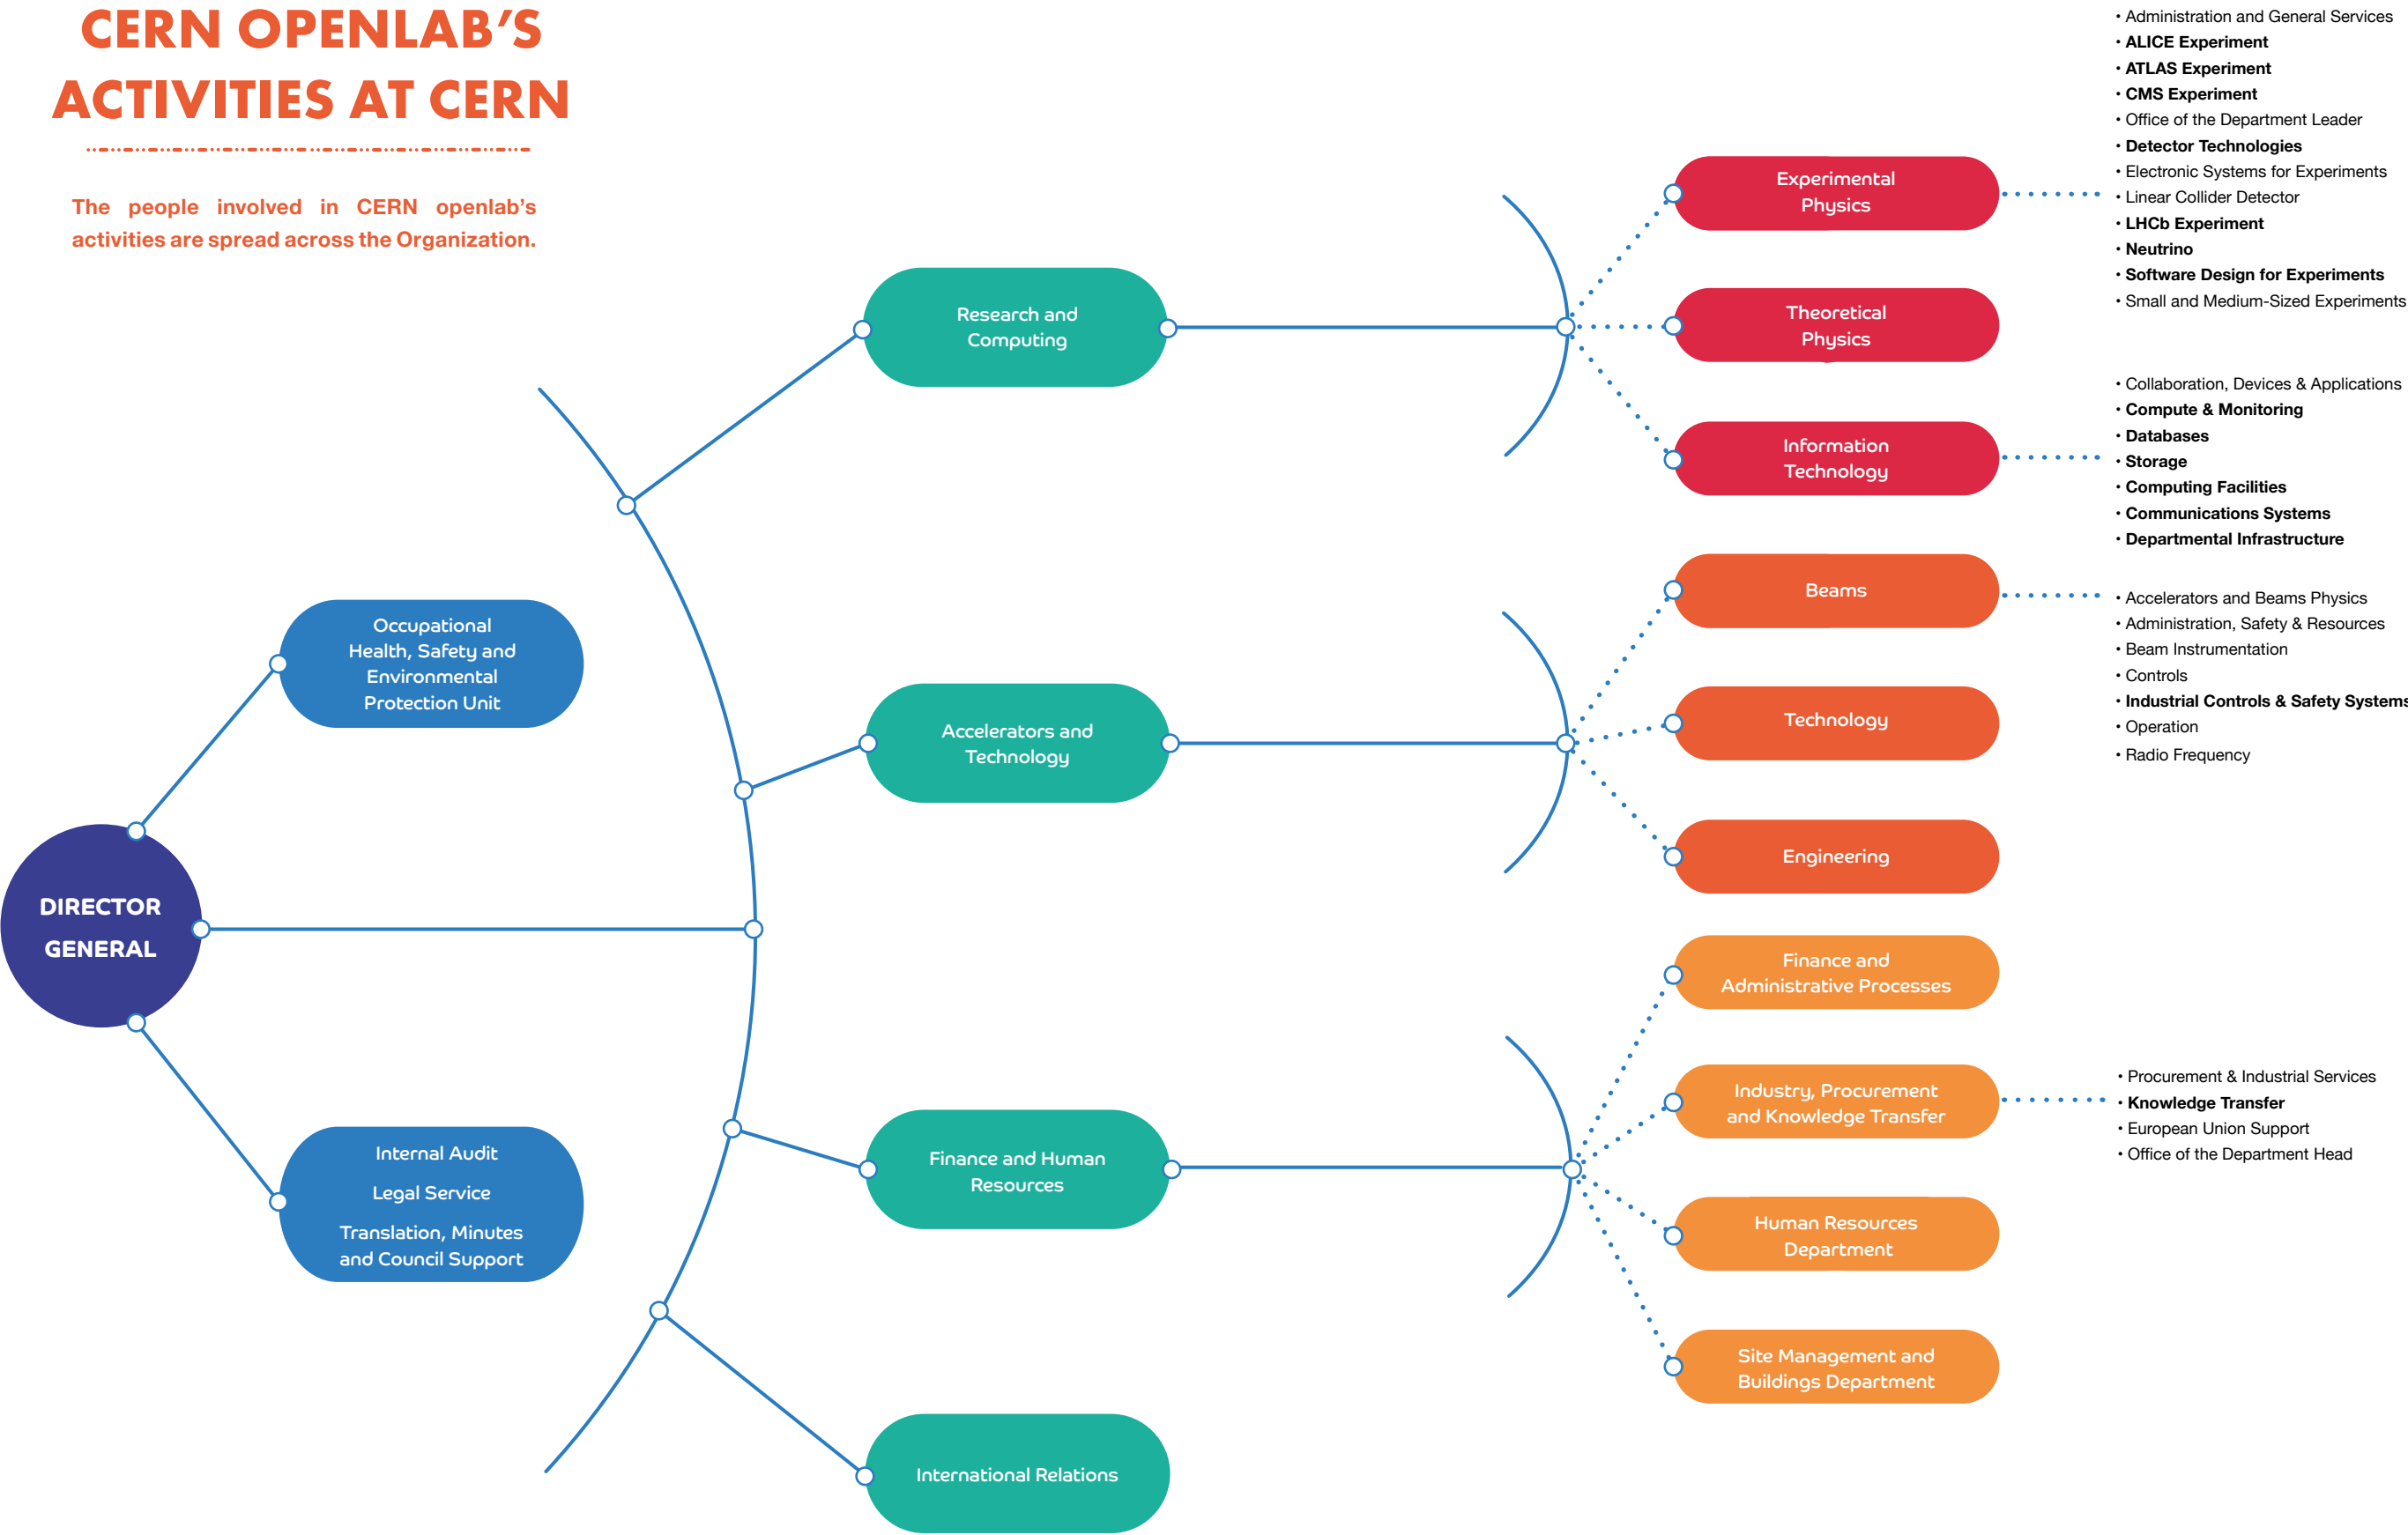 CERN OPENLAB'S
ACTIVITIES AT CERN
The people involved in CERN openlab's
activities are spread across the Organization.
DIRECTOR
GENERAL
Occupational
Health, Safety and
Environmental
Protection Unit
Internal Audit
Legal Service
Translation, Minutes
and Council Support
Research and
Computing
Accelerators and
Technology
Finance and Human
Resources
International Relations
Experimental
Physics
Theoretical
Physics
Information
Technology
Beams
Technology
Engineering
Finance and
Administrative Processes
Industry, Procurement
and Knowledge Transfer
Human Resources
Department
Site Management and
Buildings Department
• Administration and General Services
• ALICE Experiment
• ATLAS Experiment
• CMS Experiment
• Office of the Department Leader
• Detector Technologies
• Electronic Systems for Experiments
• Linear Collider Detector
• LHCb Experiment
• Neutrino
• Software Design for Experiments
• Small and Medium-Sized Experiments
• Collaboration, Devices & Applications
• Compute & Monitoring
• Databases
• Storage
• Computing Facilities
• Communications Systems
• Departmental Infrastructure
• Accelerators and Beams Physics
• Administration, Safety & Resources
• Beam Instrumentation
• Controls
• Industrial Controls & Safety Systems
• Operation
• Radio Frequency
• Procurement & Industrial Services
• Knowledge Transfer
• European Union Support
• Office of the Department Head